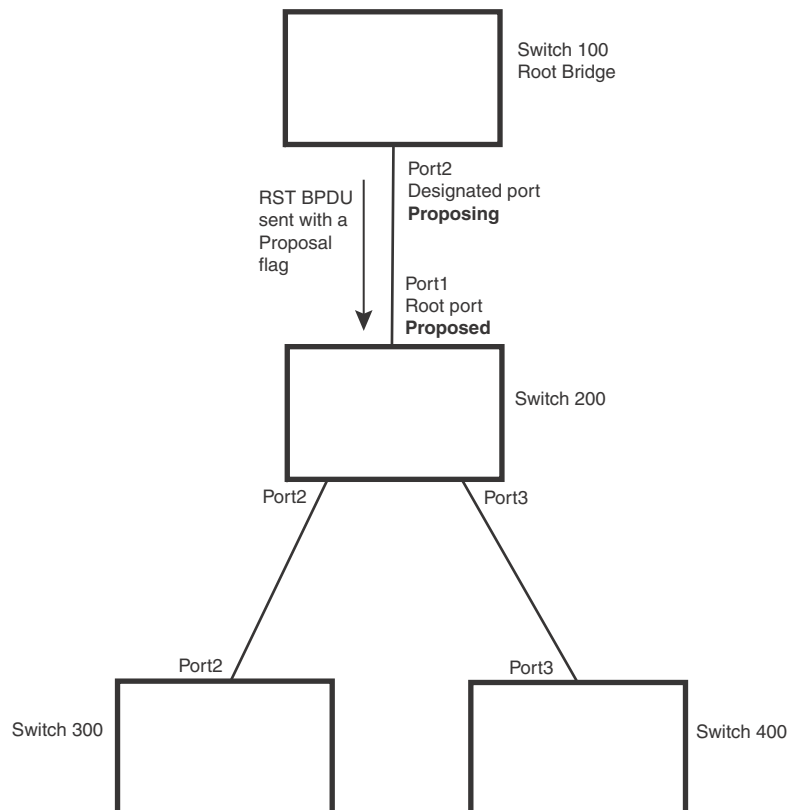 Switch 100
Root Bridge
Port2
Designated port
Proposing
RST BPDU
sent with a
Proposal
flag
Port1
Root port
Proposed
Switch 200
Port2
Port3
Port2
Port3
Switch 300
Switch 400